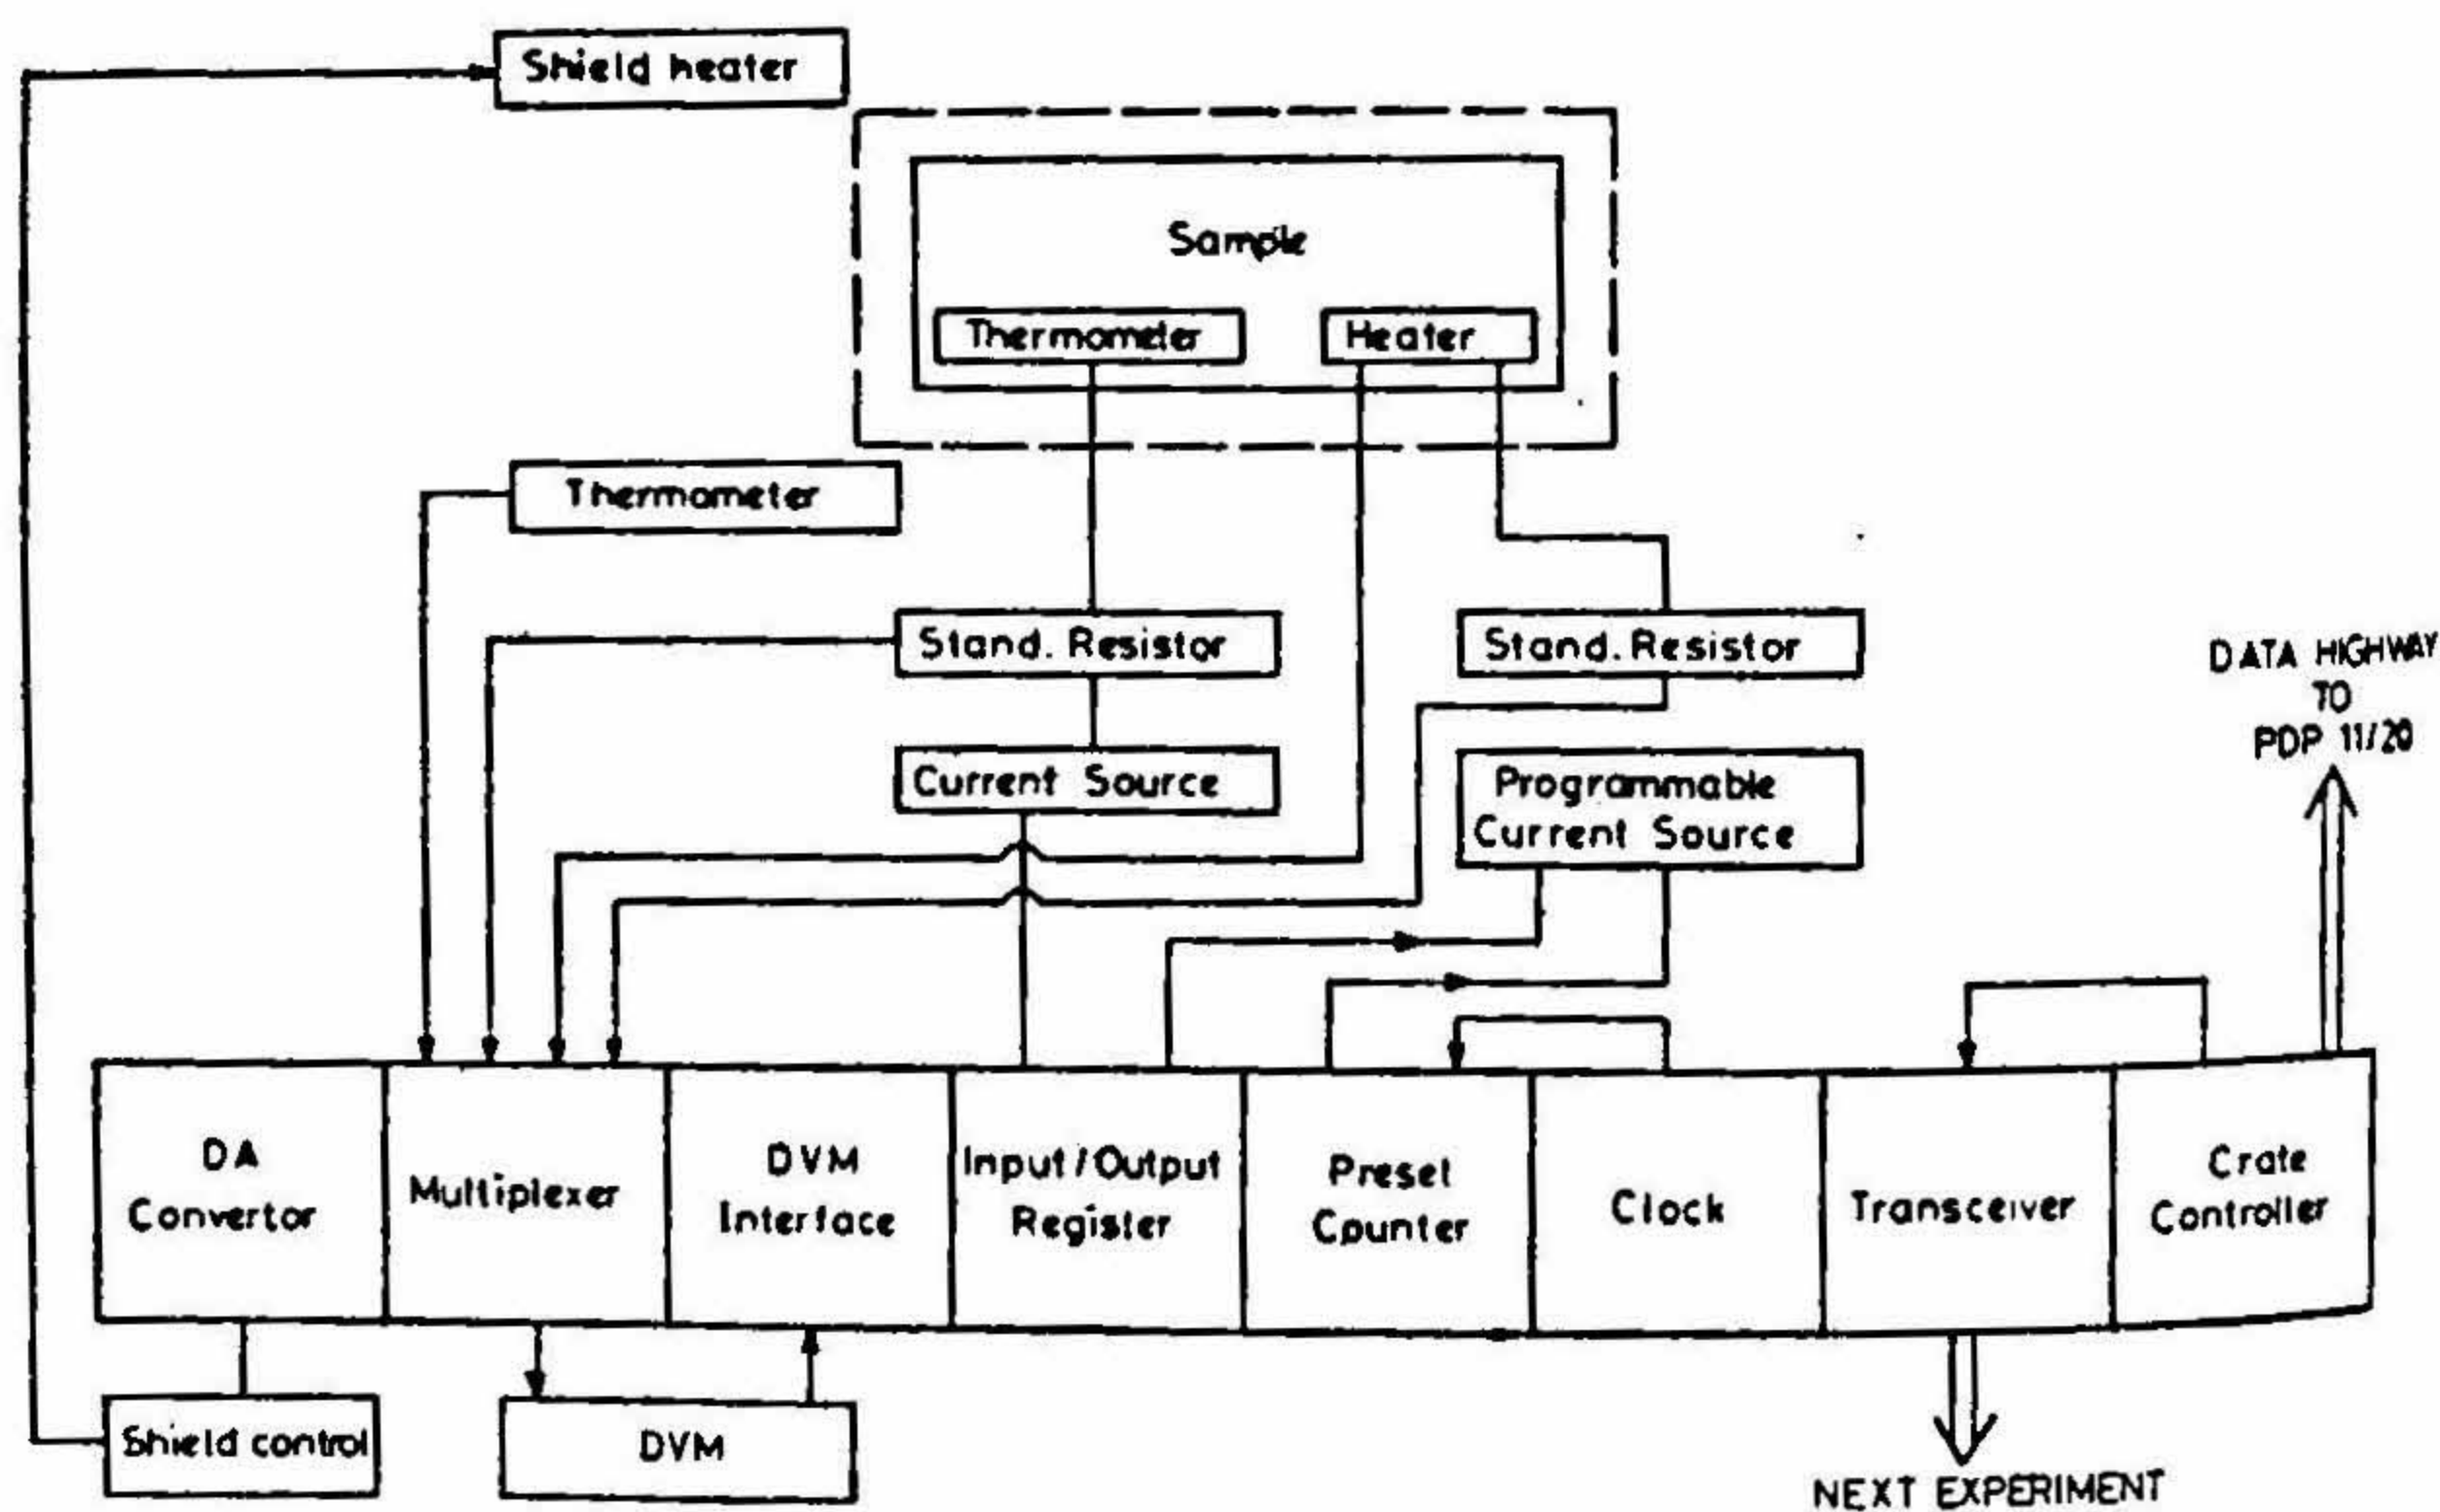 Shield heater
Sample
Thermometer
Heater
Thermometer
Stand. Resistor
Stand. Resistor
DATA HIGHWAY
TO
PDP 11/20
Current Source
Programmable
Current Source
DA
Convertor
Multiplexer
DVM
Interface
Input/Output
Register
Preset
Counter
Clock
Transceiver
Crate
Controller
Shield control
DVM
NEXT EXPERIMENT